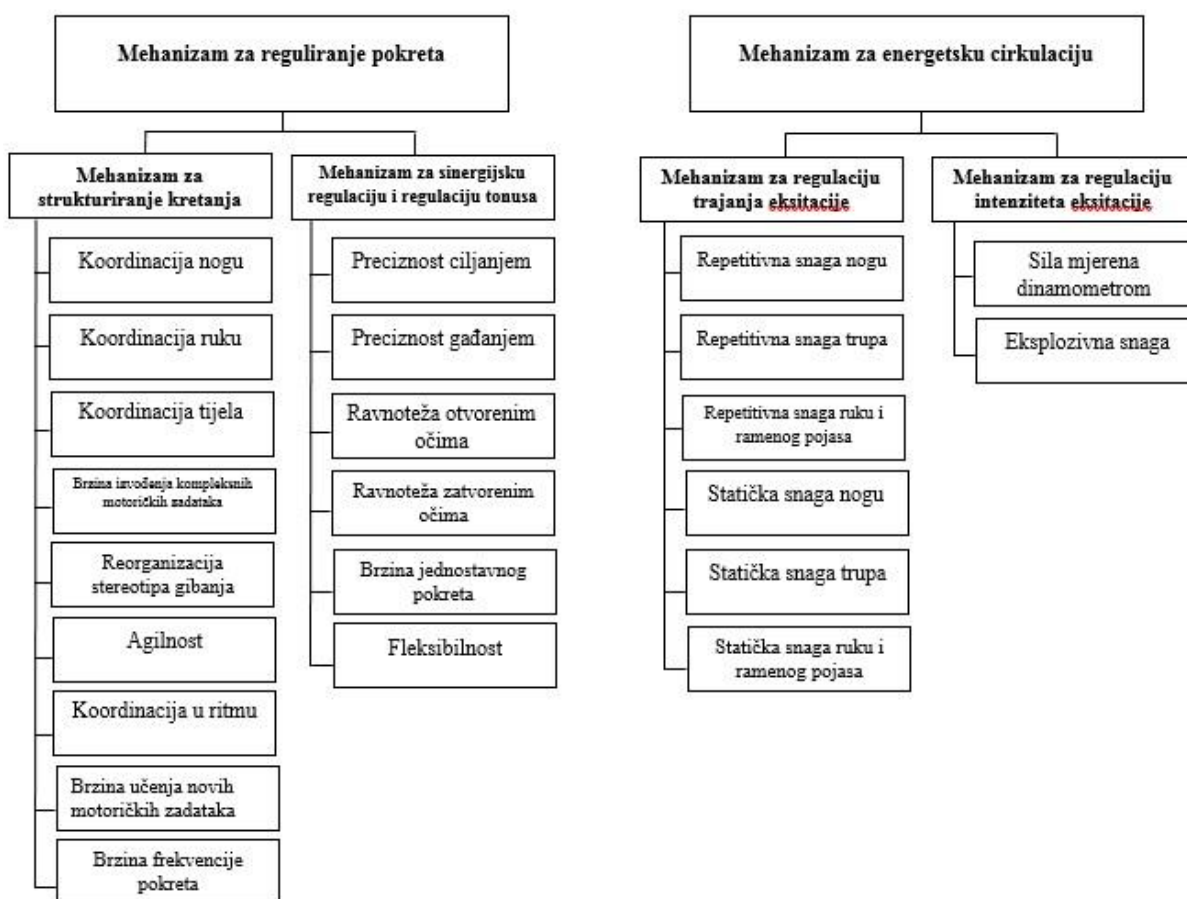 Mehanizam za reguliranje pokreta
Mehanizam za
strukturiranje kretanja
Koordinacija nogu
Koordinacija ruku
Koordinacija tijela
Brzina izvođenja kompleksnih
motoričkih zadataka
Reorganizacija
stereotipa gibanja
Agilnost
Koordinacija u ritmu
Brzina učenja novih
motoričkih zadataka
Brzina frekvencije
pokreta
Mehanizam za sinergijsku
regulaciju i regulaciju tonusa
Preciznost ciljanjem
Preciznost gađanjem
Ravnoteža otvorenim
očima
Ravnoteža zatvorenim
očima
Brzina jednostavnog
pokreta
Fleksibilnost
Mehanizam za energetsku cirkulaciju
Mehanizam za regulaciju
trajanja eksitacije
Repetitivna snaga nogu
Repetitivna snaga trupa
Repetitivna snaga ruku i
ramenog pojasa
Statička snaga nogu
Statička snaga trupa
Statička snaga ruku i
ramenog pojasa
Mehanizam za regulaciju
intenziteta eksitacije
Sila mjerena
dinamometrom
Eksplozivna snaga